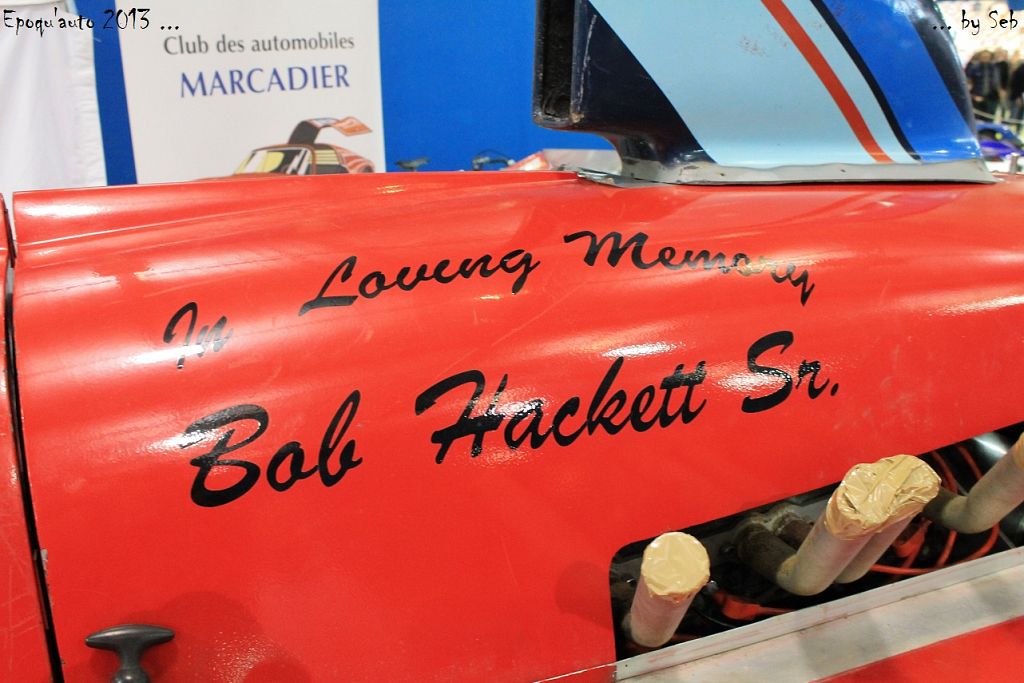 Epoqu'auto 2013 ...
... by Seb
Club des automobiles
MARCADIER
In Loving Memory
Bob Hackett Sr.